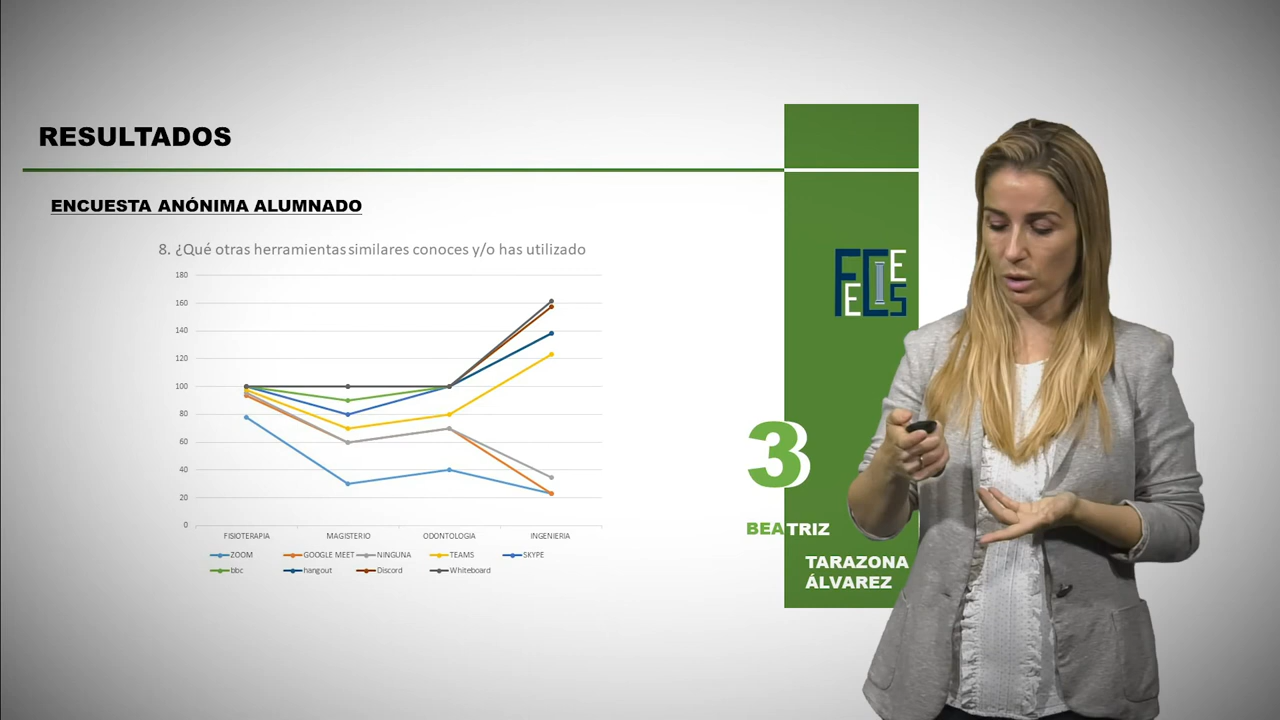 RESULTADOS
ENCUESTA ANÓNIMA ALUMNADO
8. ¿Qué otras herramientas similares conoces y/o has utilizado
180
160
140
120
100
80
60
40
20
0
FISIOTERAPIA MAGISTERIO ODONTOLOGIA INGENIERIA
ZOOM GOOGLE MEET NINGUNA TEAMS SKYPE
bbc hangout Discord Whiteboard
FECIES
3
BEATRIZ
TARAZONA
ÁLVAREZ